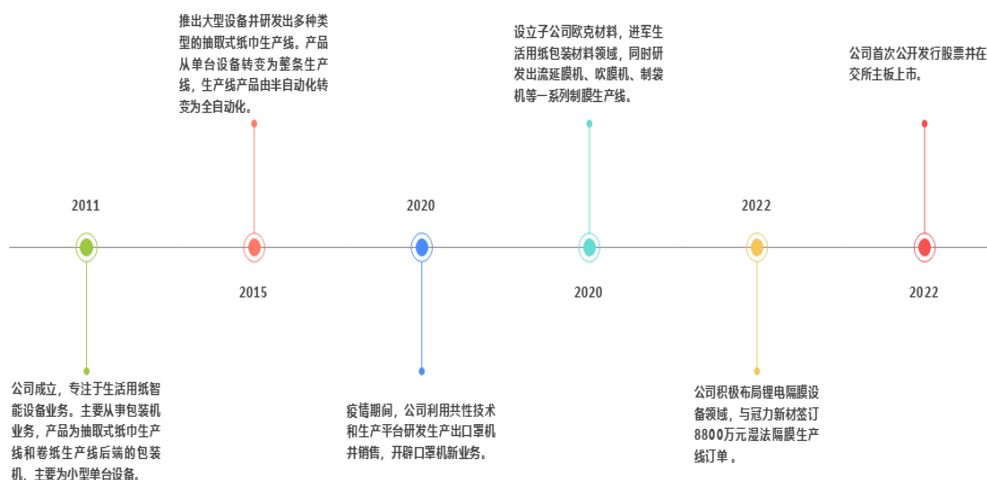 推出大型设备并研发出多种类
型的抽取式纸巾生产线。产品
从单台设备转变为整条生产
线，生产线产品由半自动化转
变为全自动化。
设立子公司欧克材料，进军生
活用纸包装材料领域，同时研
发出流延膜机、吹膜机、制袋
机等一系列制膜生产线。
公司首次公开发行股票并在
交所主板上市。
2011
2020
2022
2015
2020
2022
公司成立，专注于生活用纸智
能设备业务。主要从事包装机
业务，产品为抽取式纸巾生产
线和卷纸生产线后端的包装
机，主要为小型单台设备。
疫情期间，公司利用共性技术
和生产平台研发生产出口罩机
并销售，开辟口罩机新业务。
公司积极布局锂电隔膜设
备领域，与冠力新材签订
8800万元湿法隔膜生产
线订单 。